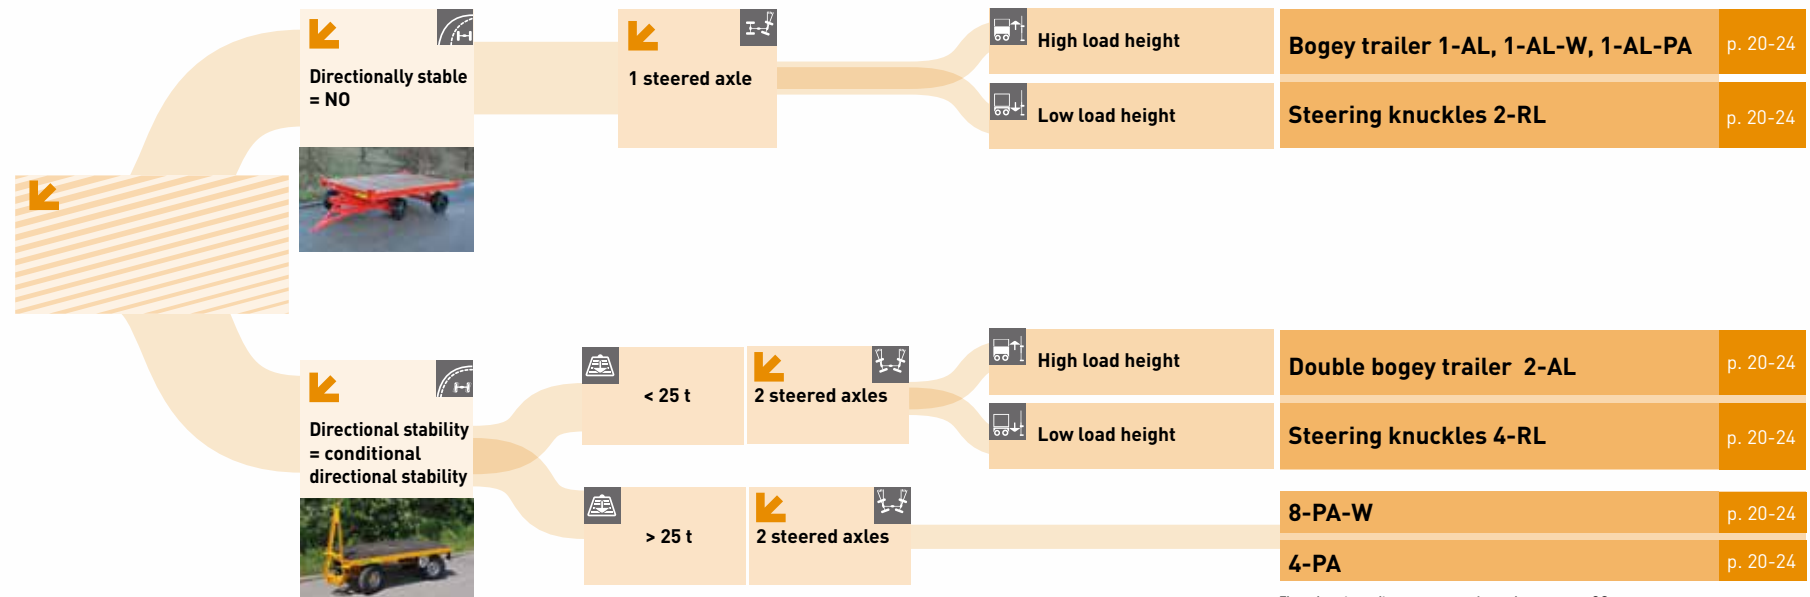 Directionally stable
= NO
1 steered axle
High load height
Bogey trailer 1-AL, 1-AL-W, 1-AL-PA
p. 20-24
Low load height
Steering knuckles 2-RL
p. 20-24
Directional stability
= conditional
directional stability
< 25 t
2 steered axles
High load height
Double bogey trailer 2-AL
p. 20-24
Low load height
Steering knuckles 4-RL
p. 20-24
> 25 t
2 steered axles
8-PA-W
p. 20-24
4-PA
p. 20-24